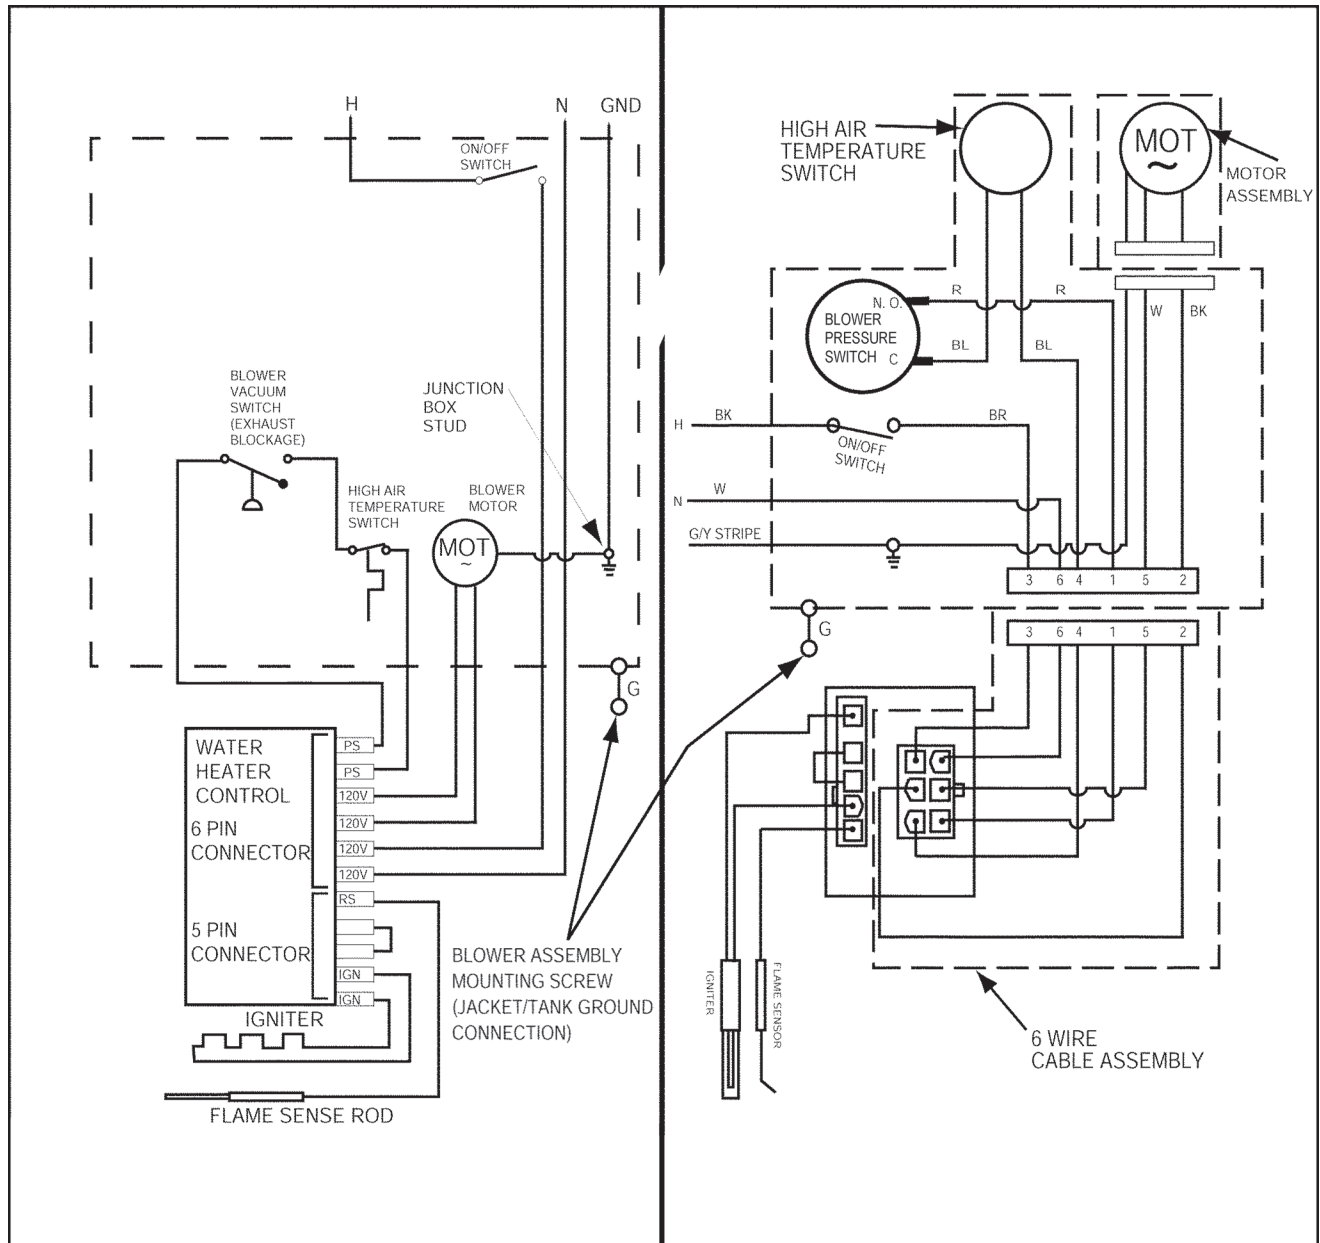 H
N
GND
ON/OFF
SWITCH
BLOWER
VACUUM
SWITCH
(EXHAUST
BLOCKAGE)
JUNCTION
BOX
STUD
HIGH AIR
TEMPERATURE
SWITCH
BLOWER
MOTOR
MOT
~
G
WATER
HEATER
CONTROL
6 PIN
CONNECTOR
5 PIN
CONNECTOR
PS
PS
120V
120V
120V
120V
RS
IGN
IGN
IGNITER
FLAME SENSE ROD
BLOWER ASSEMBLY
MOUNTING SCREW
(JACKET/TANK GROUND
CONNECTION)
HIGH AIR
TEMPERATURE
SWITCH
MOT
~
MOTOR
ASSEMBLY
N. O.
BLOWER
PRESSURE
SWITCH C
R
R
W
BK
BL
BL
H
BK
BR
ON/OFF
SWITCH
N
W
G/Y STRIPE
3 6 4 1 5 2
G
3 6 4 1 5 2
IGNITER
FLAME SENSOR
6 WIRE
CABLE ASSEMBLY